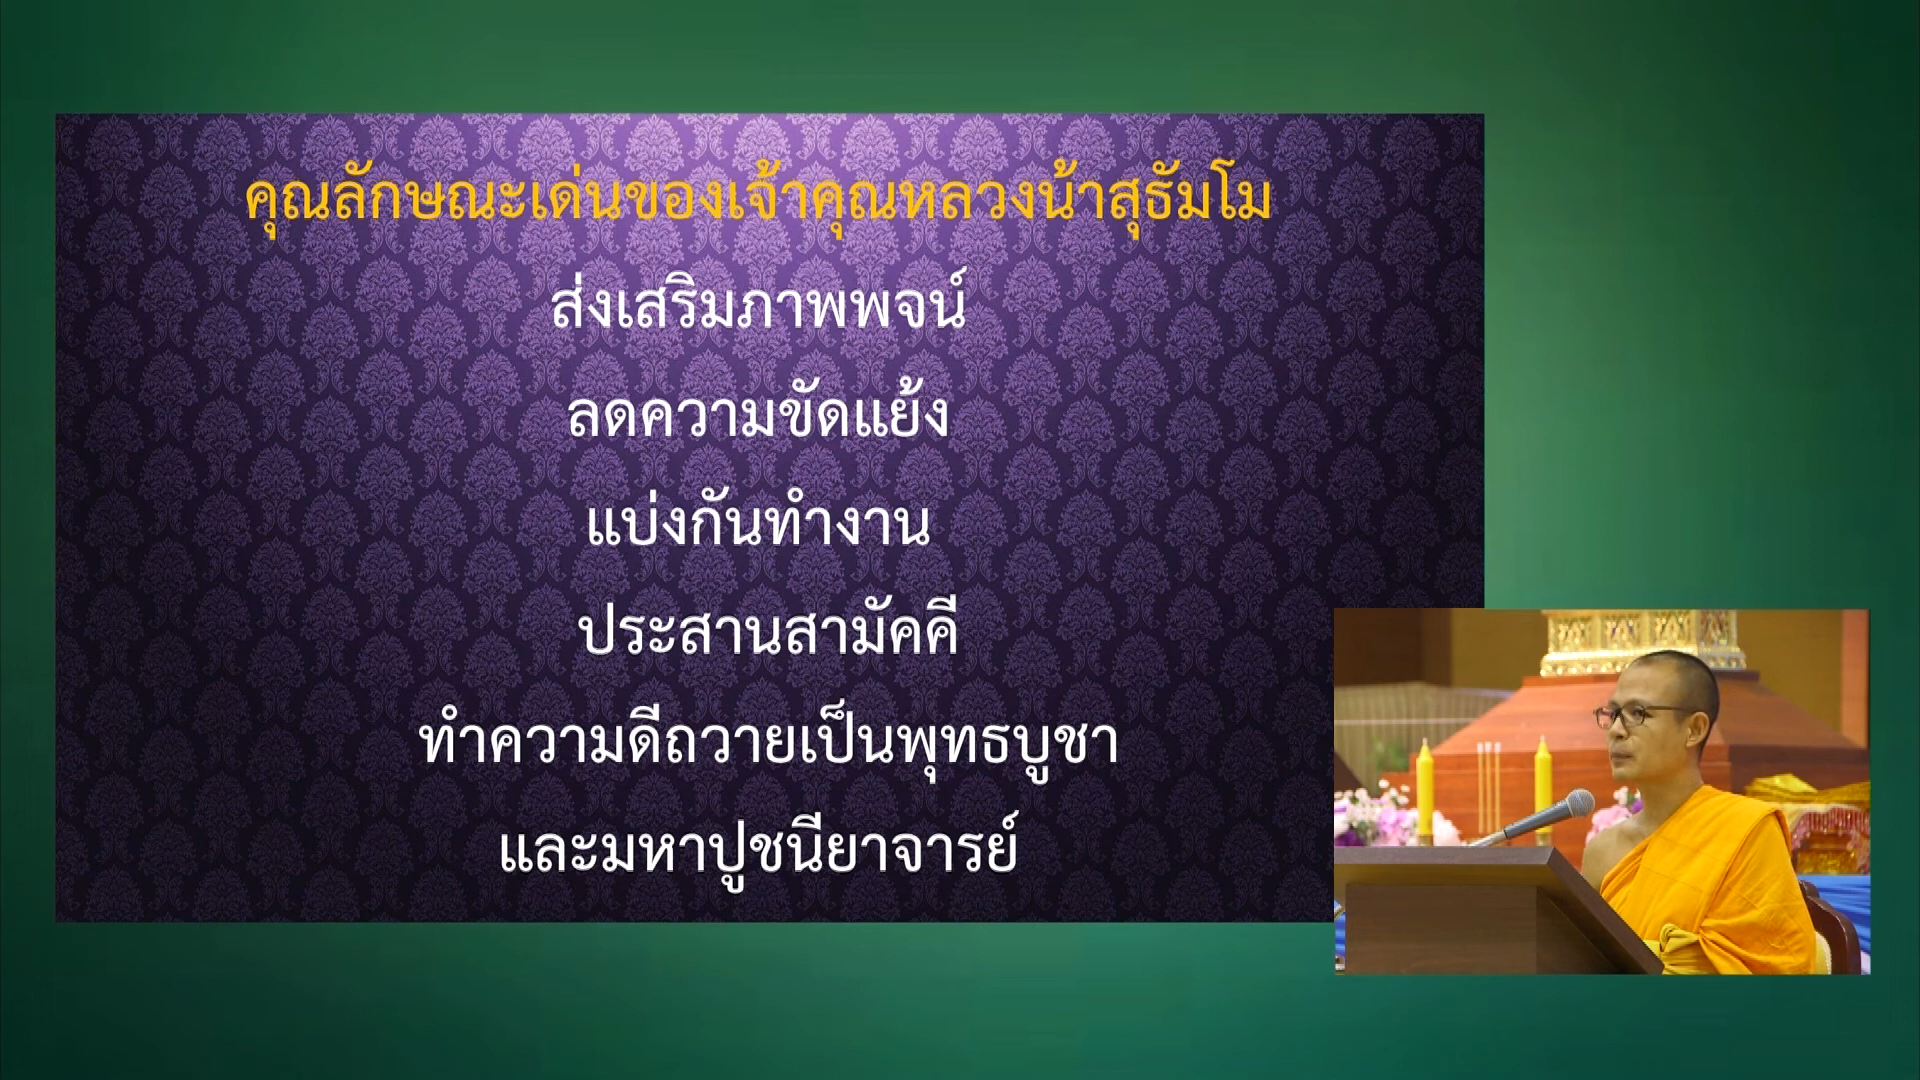 คุณลักษณะเด่นของเจ้าคุณหลวงน้าสุธัมโม
ส่งเสริมภาพพจน์
ลดความขัดแย้ง
แบ่งกันทำงาน
ประสานสามัคคี
ทำความดีถวายเป็นพุทธบูชา
และมหาปูชนียาจารย์